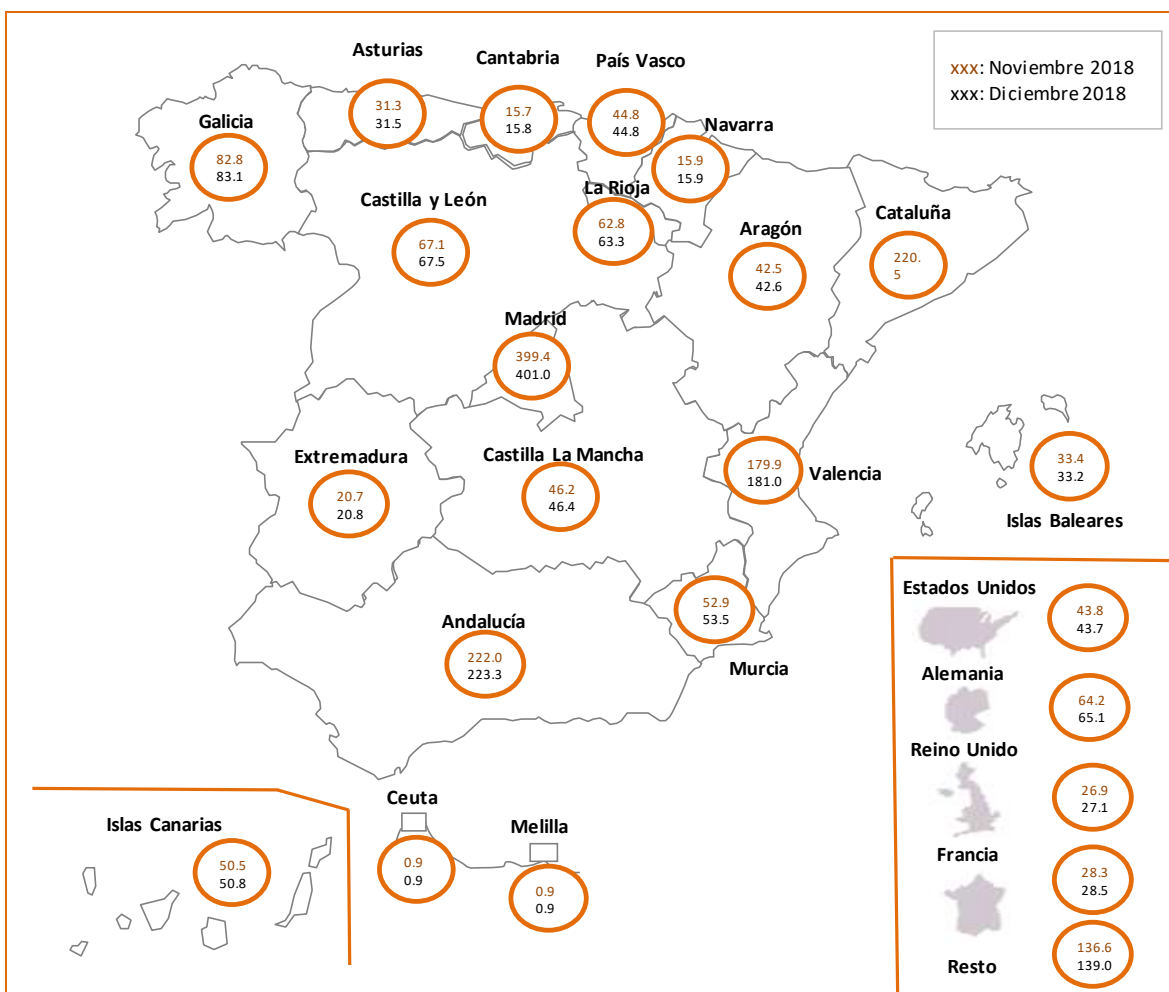 xxx: Noviembre 2018
xxx: Diciembre 2018
Asturias
31.3
31.5
Cantabria
15.7
15.8
País Vasco
44.8
44.8
Galicia
82.8
83.1
Navarra
15.9
15.9
Castilla y León
67.1
67.5
La Rioja
62.8
63.3
Aragón
42.5
42.6
Cataluña
220.
5
Madrid
399.4
401.0
Extremadura
20.7
20.8
Castilla La Mancha
46.2
46.4
179.9
181.0
Valencia
33.4
33.2
Islas Baleares
Andalucía
222.0
223.3
52.9
53.5
Murcia
Estados Unidos
43.8
43.7
Alemania
64.2
65.1
Reino Unido
26.9
27.1
Francia
28.3
28.5
Resto
136.6
139.0
Islas Canarias
50.5
50.8
Ceuta
0.9
0.9
Melilla
0.9
0.9